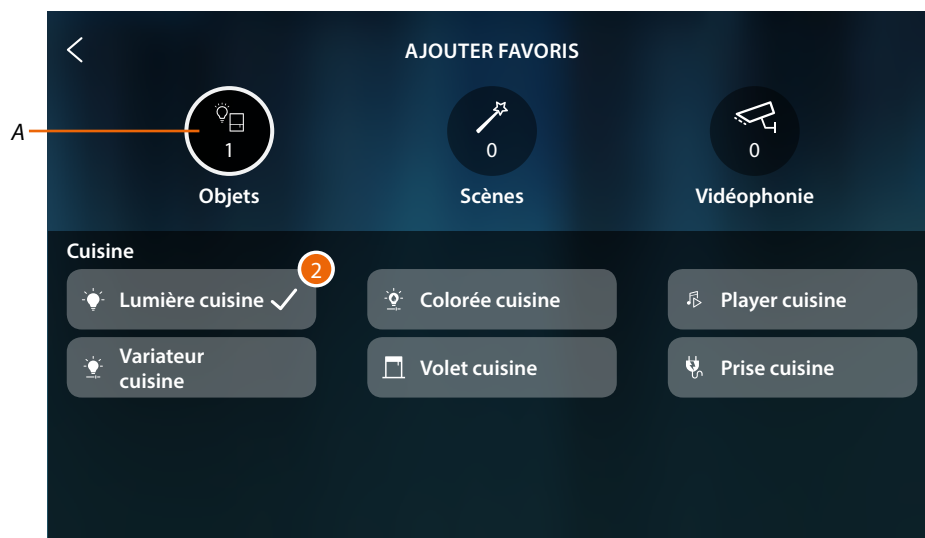 AJOUTER FAVORIS
A
1
0
0
Objets
Scènes
Vidéophonie
Cuisine
2
Lumière cuisine
Colorée cuisine
Player cuisine
Variateur
cuisine
Volet cuisine
Prise cuisine